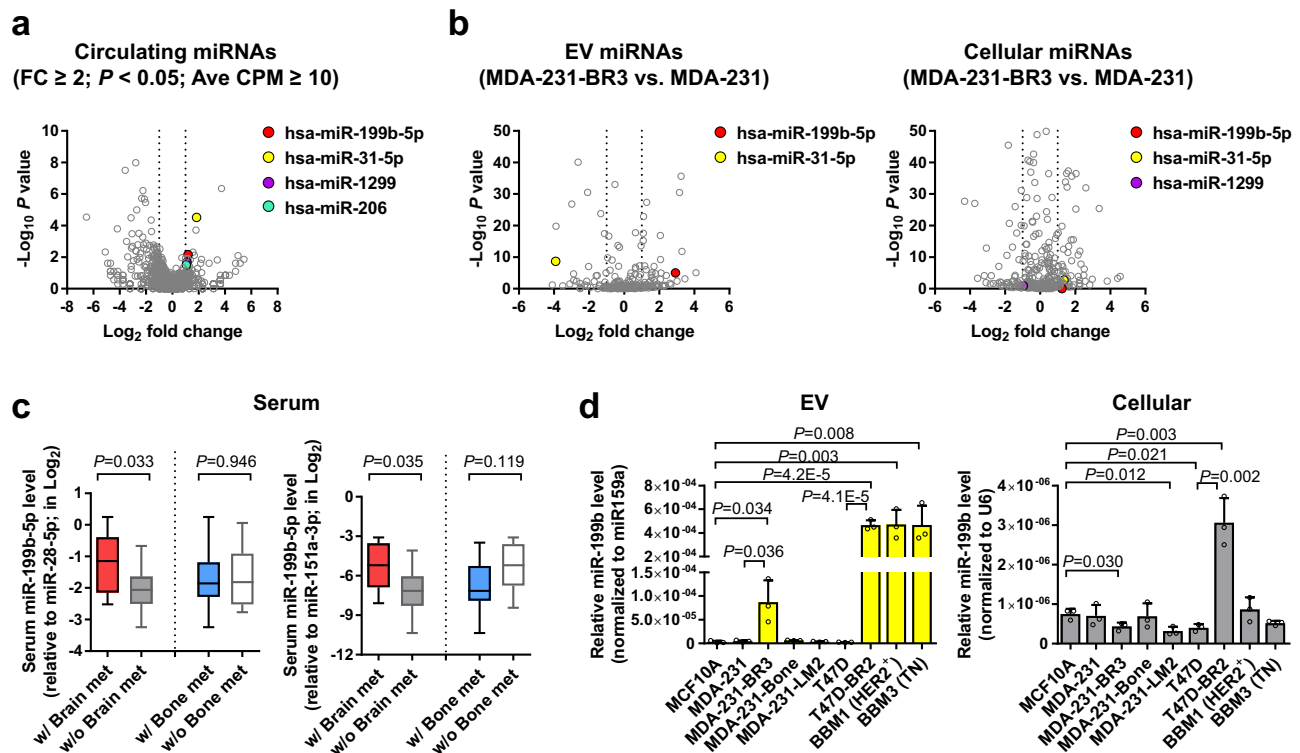 a
Circulating miRNAs
(FC ≥ 2; P < 0.05; Ave CPM ≥ 10)
10
8
6
4
2
0
-Log10 P value
-8 -6 -4 -2 0 2 4 6 8
Log2 fold change
hsa-miR-199b-5p
hsa-miR-31-5p
hsa-miR-1299
hsa-miR-206
b
EV miRNAs
(MDA-231-BR3 vs. MDA-231)
50
40
30
20
10
0
-Log10 P value
-6 -4 -2 0 2 4 6
Log2 fold change
hsa-miR-199b-5p
hsa-miR-31-5p
Cellular miRNAs
(MDA-231-BR3 vs. MDA-231)
50
40
30
20
10
0
-Log10 P value
-6 -4 -2 0 2 4 6
Log2 fold change
hsa-miR-199b-5p
hsa-miR-31-5p
hsa-miR-1299
c
Serum
Serum miR-199b-5p level
(relative to miR-28-5p; in Log2)
P=0.033
P=0.946
1
0
-1
-2
-3
-4
w/ Brain met
w/o Brain met
w/ Bone met
w/o Bone met
Serum miR-199b-5p level
(relative to miR-151a-3p; in Log2)
P=0.035
P=0.119
0
-3
-6
-9
-12
w/ Brain met
w/o Brain met
w/ Bone met
w/o Bone met
d
EV
Relative miR-199b level
(normalized to miR159a)
P=0.008
P=0.003
P=4.2E-5
P=4.1E-5
P=0.034
P=0.036
8×10-04
6×10-04
4×10-04
2×10-04
1.5×10-04
1.0×10-04
5.0×10-05
0
MCF10A
MDA-231
MDA-231-BR3
MDA-231-Bone
MDA-231-LM2
T47D
T47D-BR2
BBM1 (HER2+)
BBM3 (TN)
Cellular
Relative miR-199b level
(normalized to U6)
P=0.003
P=0.021
P=0.012
P=0.002
P=0.030
4×10-06
3×10-06
2×10-06
1×10-06
0
MCF10A
MDA-231
MDA-231-BR3
MDA-231-Bone
MDA-231-LM2
T47D
T47D-BR2
BBM1 (HER2+)
BBM3 (TN)